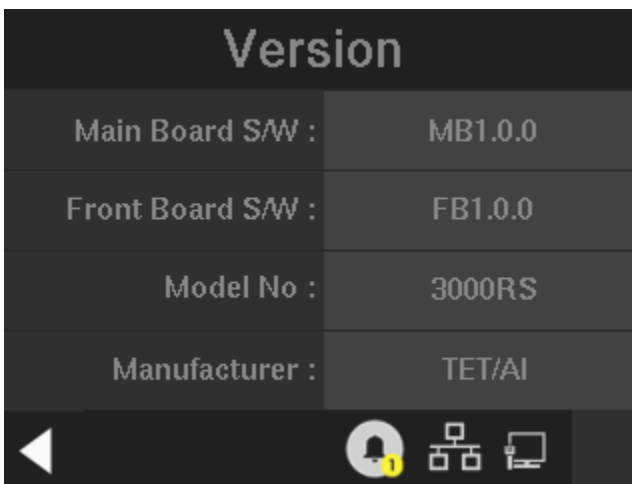 Version
Main Board S/W : MB1.0.0
Front Board S/W : FB1.0.0
Model No : 3000RS
Manufacturer : TET/AI
1